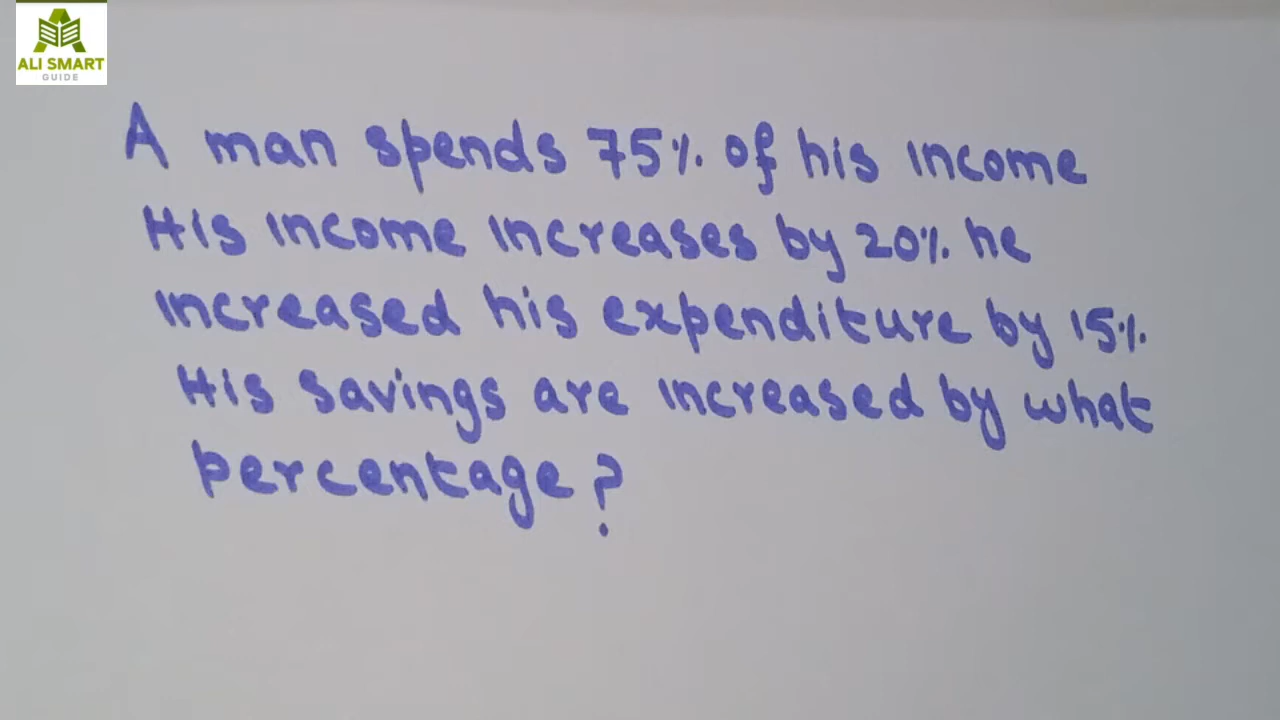 ALI SMART
GUIDE
A man spends 75% of his income
His income increases by 20% he
increased his expenditure by 15%
His savings are increased by what
percentage?